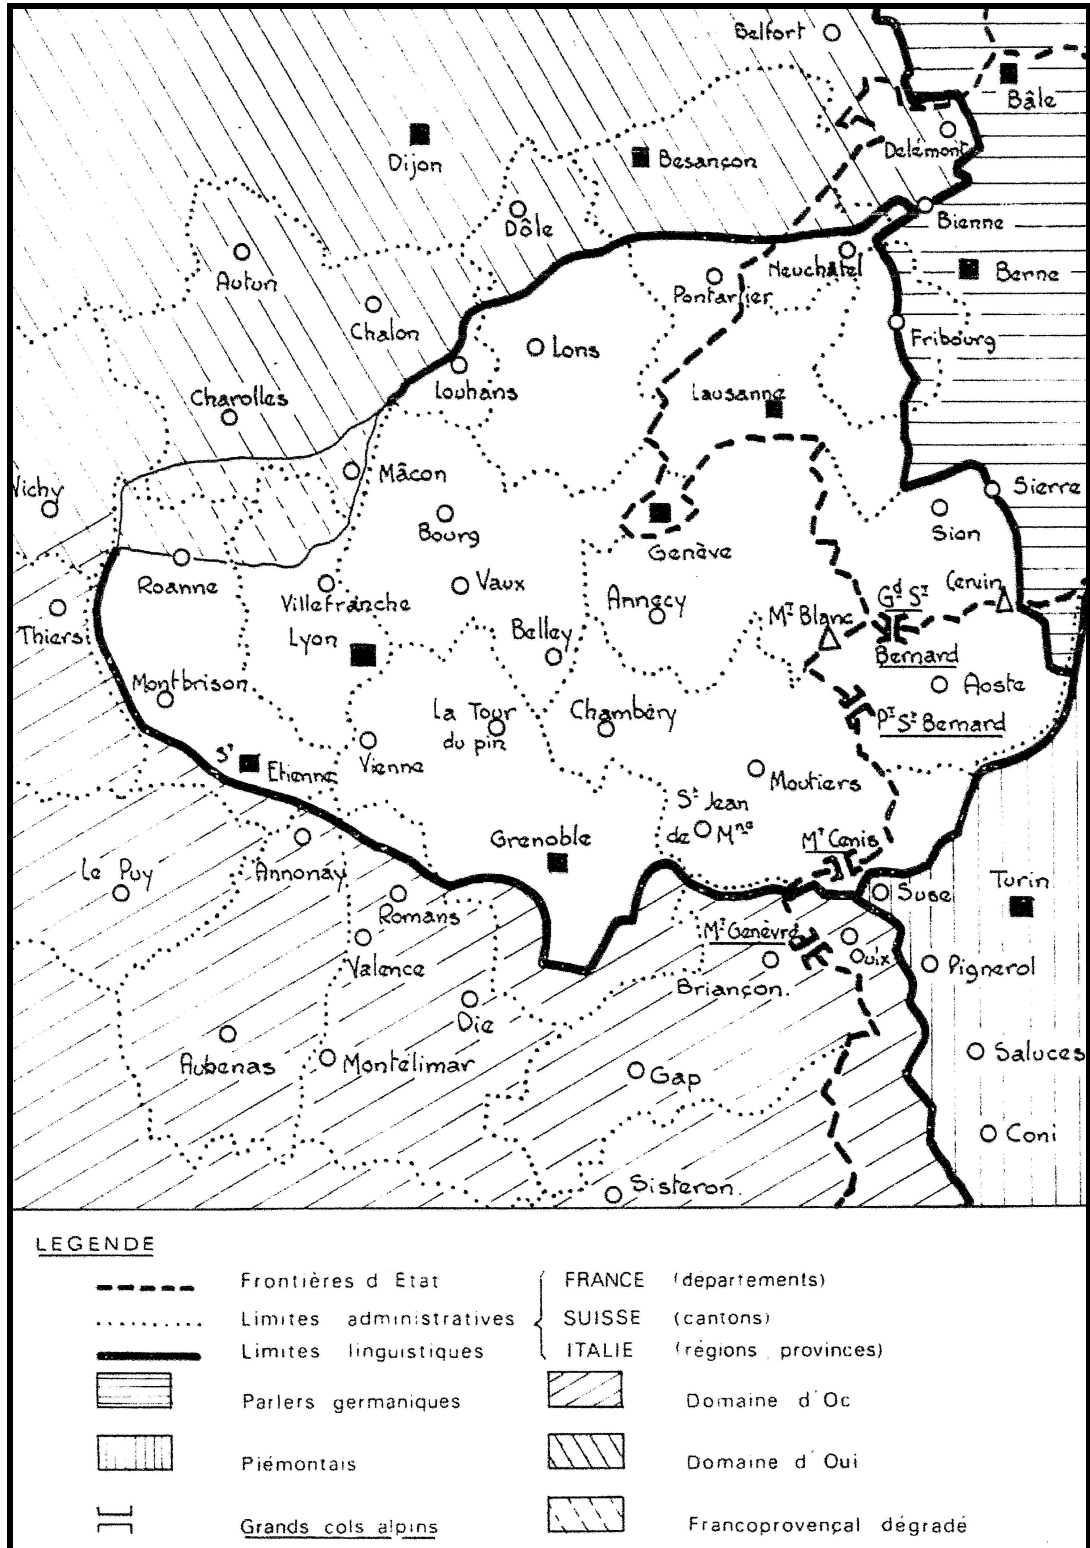 Belfort
Bâle
Dijon
Besançon
Delémont
Dôle
Bienne
Autun
Neuchâtel
Berne
Pontarlier
Chalon
Fribourg
Lons
Louhans
Lausanne
Charolles
Mâcon
Vichy
Sierre
Bourg
Sion
Genève
Roanne
Vaux
Cervin
Villefranche
Annecy
Gd St
Bernard
Mt Blanc
Thiers
Lyon
Belley
Montbrison
Aoste
La Tour
du pin
Chambéry
Pt St Bernard
St Etienne
Vienne
Moutiers
St Jean
de Mne
Grenoble
Mt Cenis
Le Puy
Annonay
Turin
Suse
Romans
Mt Genèvre
Valence
Oulx
Pignerol
Briançon.
Die
Aubenas
Montélimar
Gap
Saluces
Coni
Sisteron.
LEGENDE
Frontières d'Etat
FRANCE (départements)
Limites administratives
SUISSE (cantons)
Limites linguistiques
ITALIE (régions provinces)
Parlers germaniques
Domaine d'Oc
Piémontais
Domaine d'Oui
Grands cols alpins
Francoprovençal dégradé